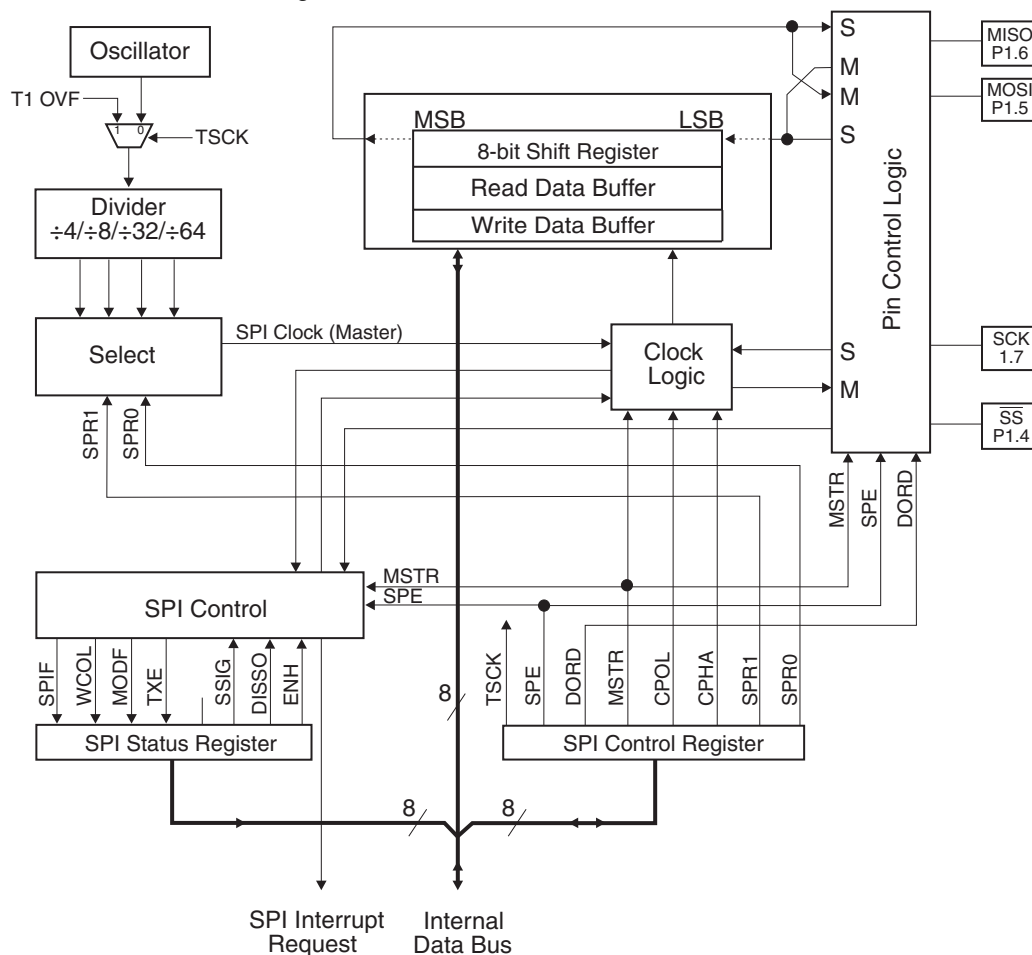 Oscillator
T1 OVF
1 0
TSCK
Divider
÷4/÷8/÷32/÷64
Select
SPI Clock (Master)
SPR1
SPR0
MSB
LSB
8-bit Shift Register
Read Data Buffer
Write Data Buffer
Clock
Logic
S
M
M
S
S
M
Pin Control Logic
MISO
P1.6
MOSI
P1.5
SCK
1.7
SS
P1.4
MSTR
SPE
DORD
SPI Control
MSTR
SPE
SPIF
WCOL
MODF
TXE
SSIG
DISSO
ENH
SPI Status Register
8
TSCK
SPE
DORD
MSTR
CPOL
CPHA
SPR1
SPR0
SPI Control Register
8
8
SPI Interrupt
Request
Internal
Data Bus